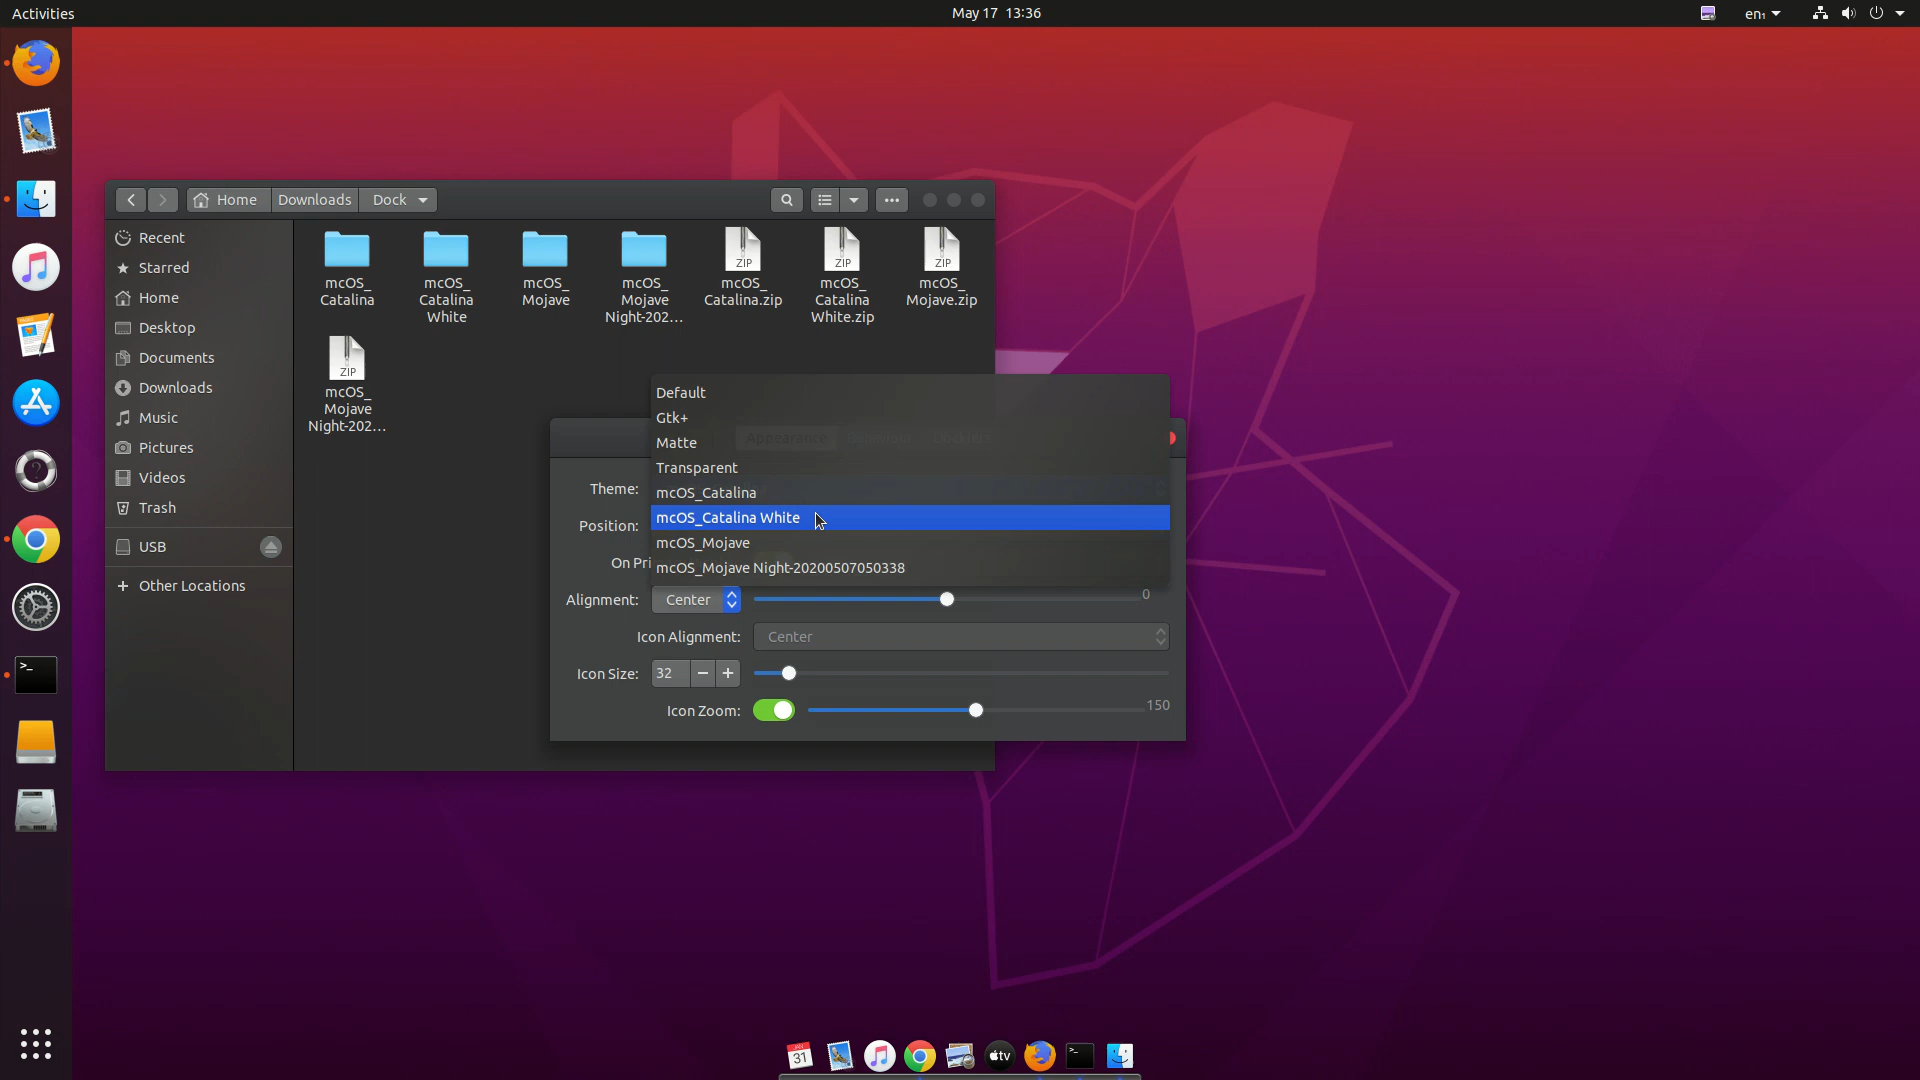 Activities
May 17 13:36
en₁
Home
Downloads
Dock
Recent
Starred
Home
Desktop
Documents
Downloads
Music
Pictures
Videos
Trash
USB
Other Locations
mcOS_
Catalina
mcOS_
Catalina
White
mcOS_
Mojave
mcOS_
Mojave
Night-202…
ZIP
mcOS_
Catalina.zip
ZIP
mcOS_
Catalina
White.zip
ZIP
mcOS_
Mojave.zip
ZIP
mcOS_
Mojave
Night-202…
Appearance
Default
Gtk+
Matte
Transparent
mcOS_Catalina
mcOS_Catalina White
mcOS_Mojave
mcOS_Mojave Night-20200507050338
Theme:
Position:
On Pri
Alignment:
Center
0
Icon Alignment:
Center
Icon Size:
32
Icon Zoom:
150
JAN
31
tv